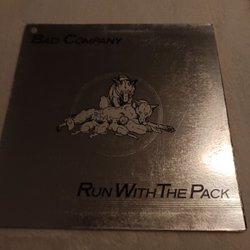 BAD COMPANY
RUN WITH THE PACK